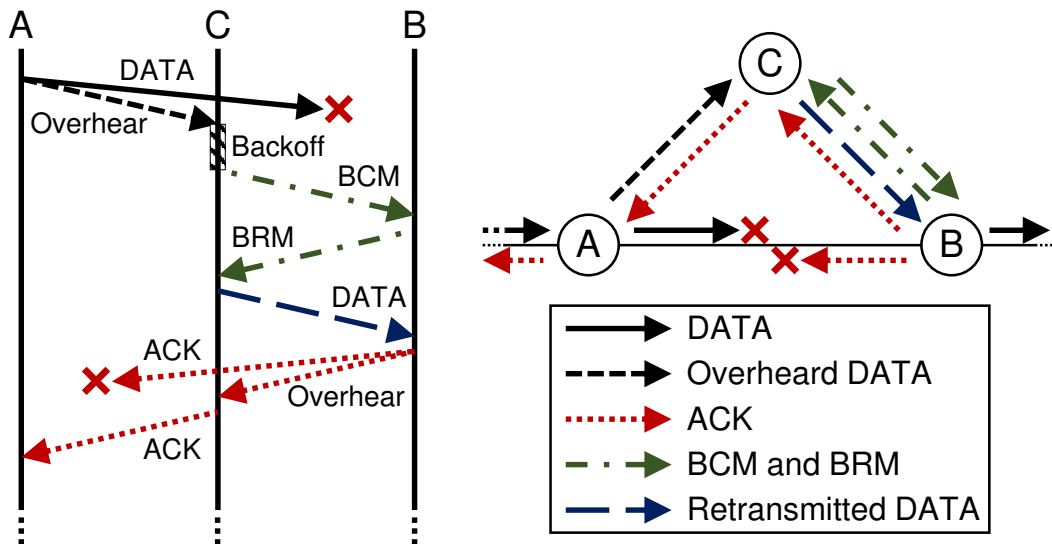 A
C
B
DATA
Overhear
Backoff
BCM
BRM
DATA
ACK
Overhear
ACK
C
A
B
DATA
Overheard DATA
ACK
BCM and BRM
Retransmitted DATA